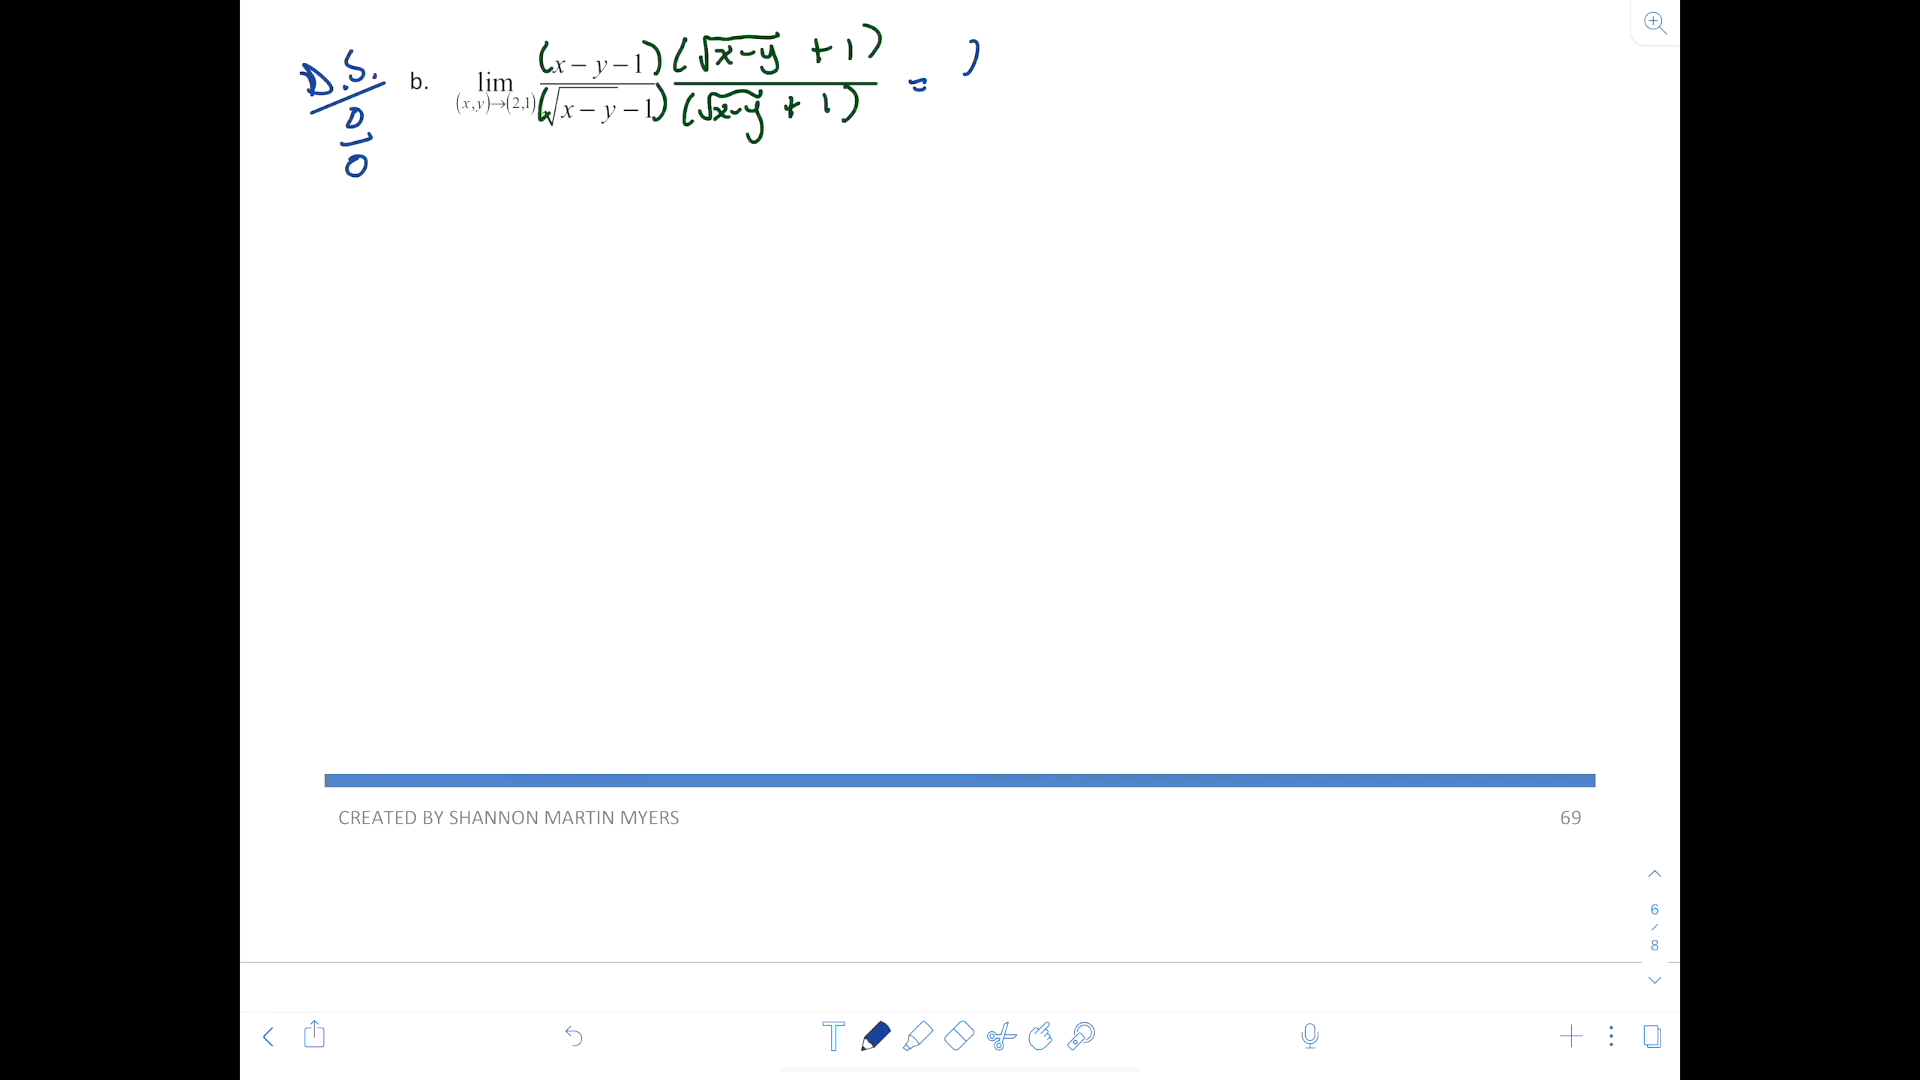 D.S. 0/0
b. lim (x,y)→(2,1) (x − y − 1)(√x−y + 1) / (√x − y − 1)(√x−y + 1) =
CREATED BY SHANNON MARTIN MYERS 69
6 / 8
T